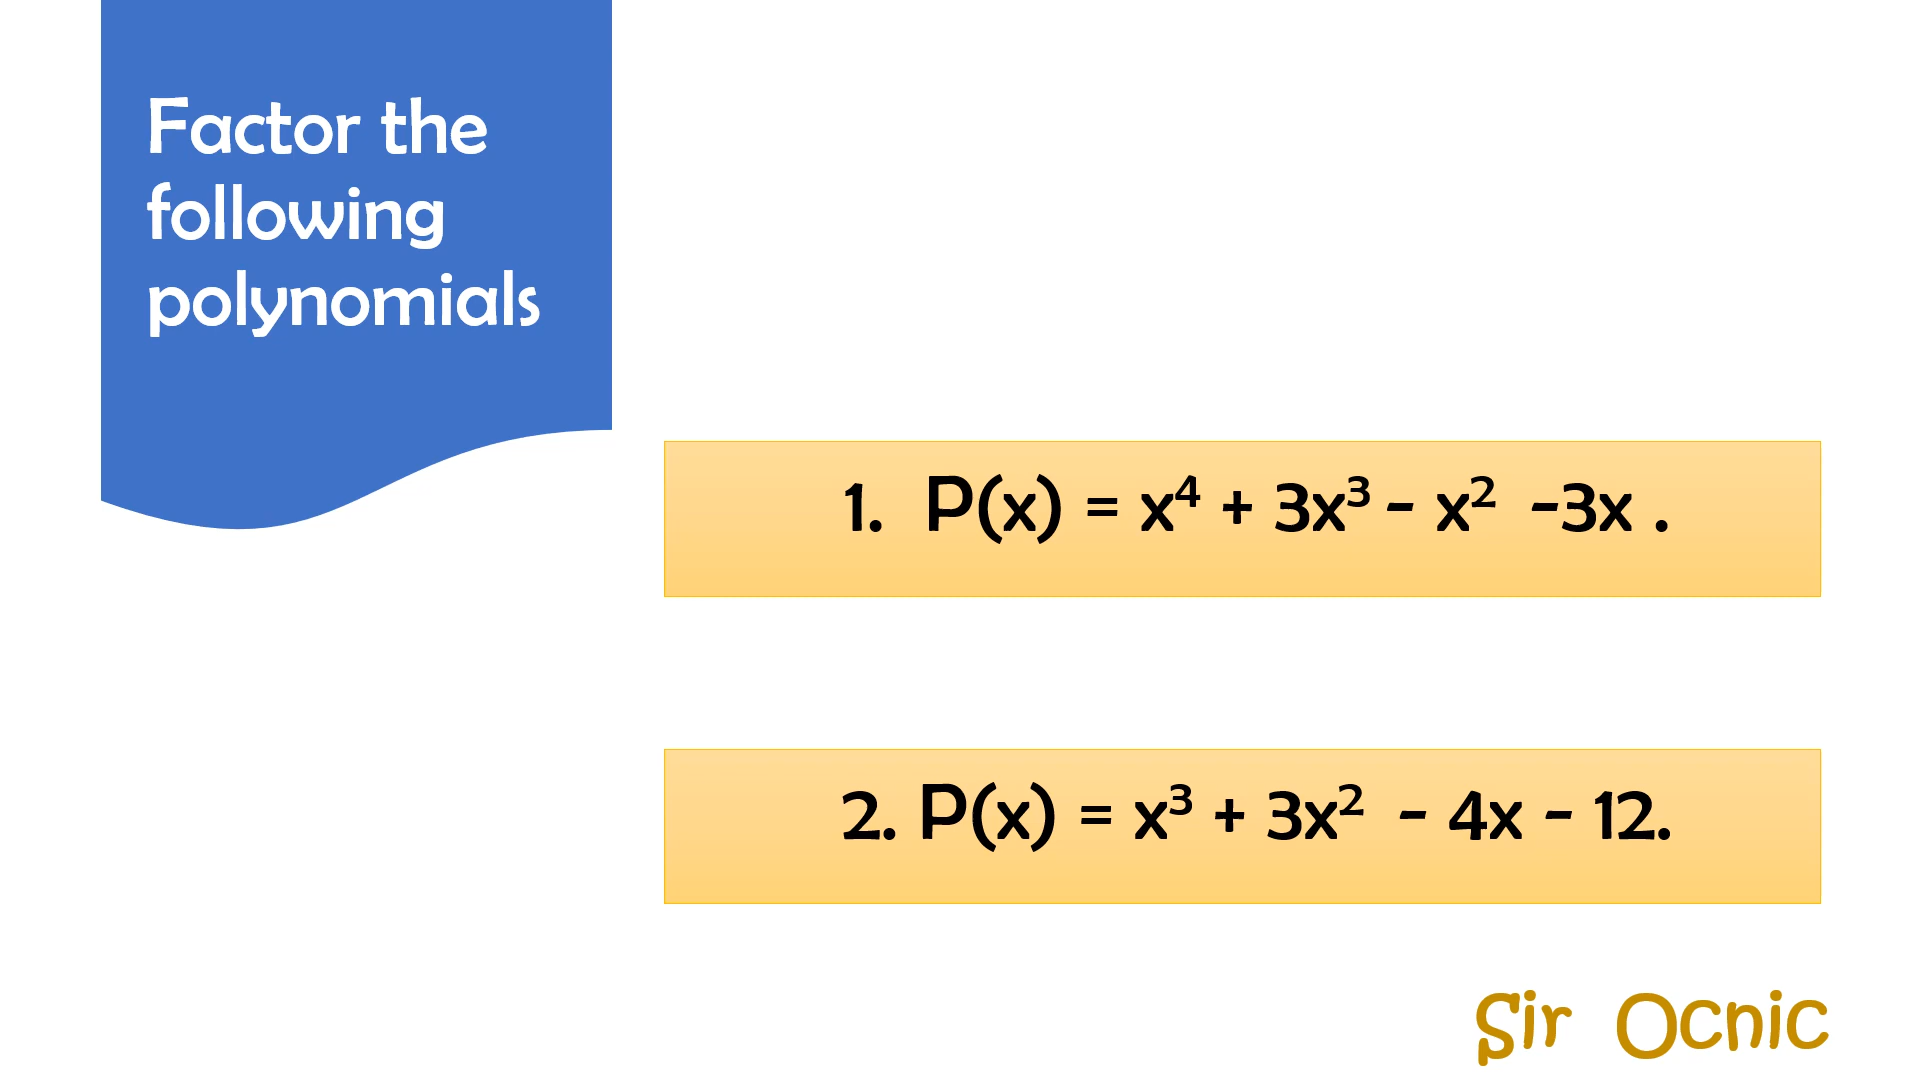 Factor the
following
polynomials
1. P(x) = x⁴ + 3x³ - x² -3x .
2. P(x) = x³ + 3x² - 4x - 12.
Sir Ocnic